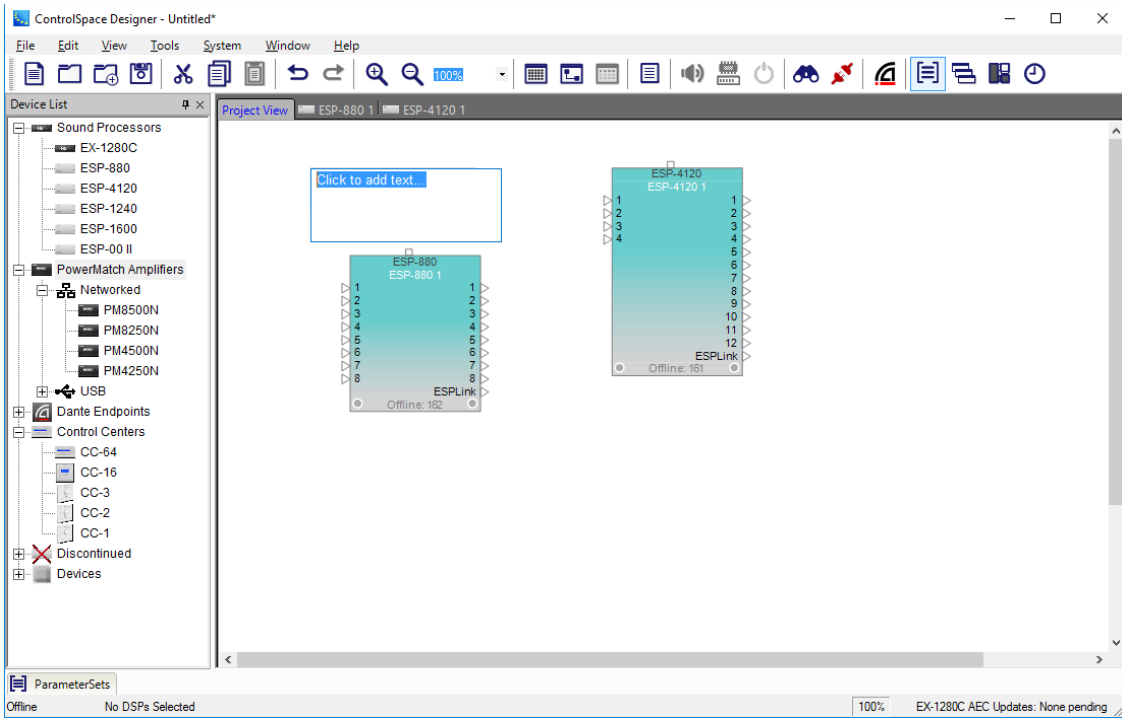 ControlSpace Designer - Untitled*
File Edit View Tools System Window Help
100%
Device List
Project View ESP-880 1 ESP-4120 1
Sound Processors
EX-1280C
ESP-880
ESP-4120
ESP-1240
ESP-1600
ESP-00 II
PowerMatch Amplifiers
Networked
PM8500N
PM8250N
PM4500N
PM4250N
USB
Dante Endpoints
Control Centers
CC-64
CC-16
CC-3
CC-2
CC-1
Discontinued
Devices
Click to add text...
ESP-880
ESP-880 1
1 1
2 2
3 3
4 4
5 5
6 6
7 7
8 8
ESPLink
Offline: 162
ESP-4120
ESP-4120 1
1 1
2 2
3 3
4 4
5
6
7
8
9
10
11
12
ESPLink
Offline: 161
ParameterSets
Offline No DSPs Selected 100% EX-1280C AEC Updates: None pending